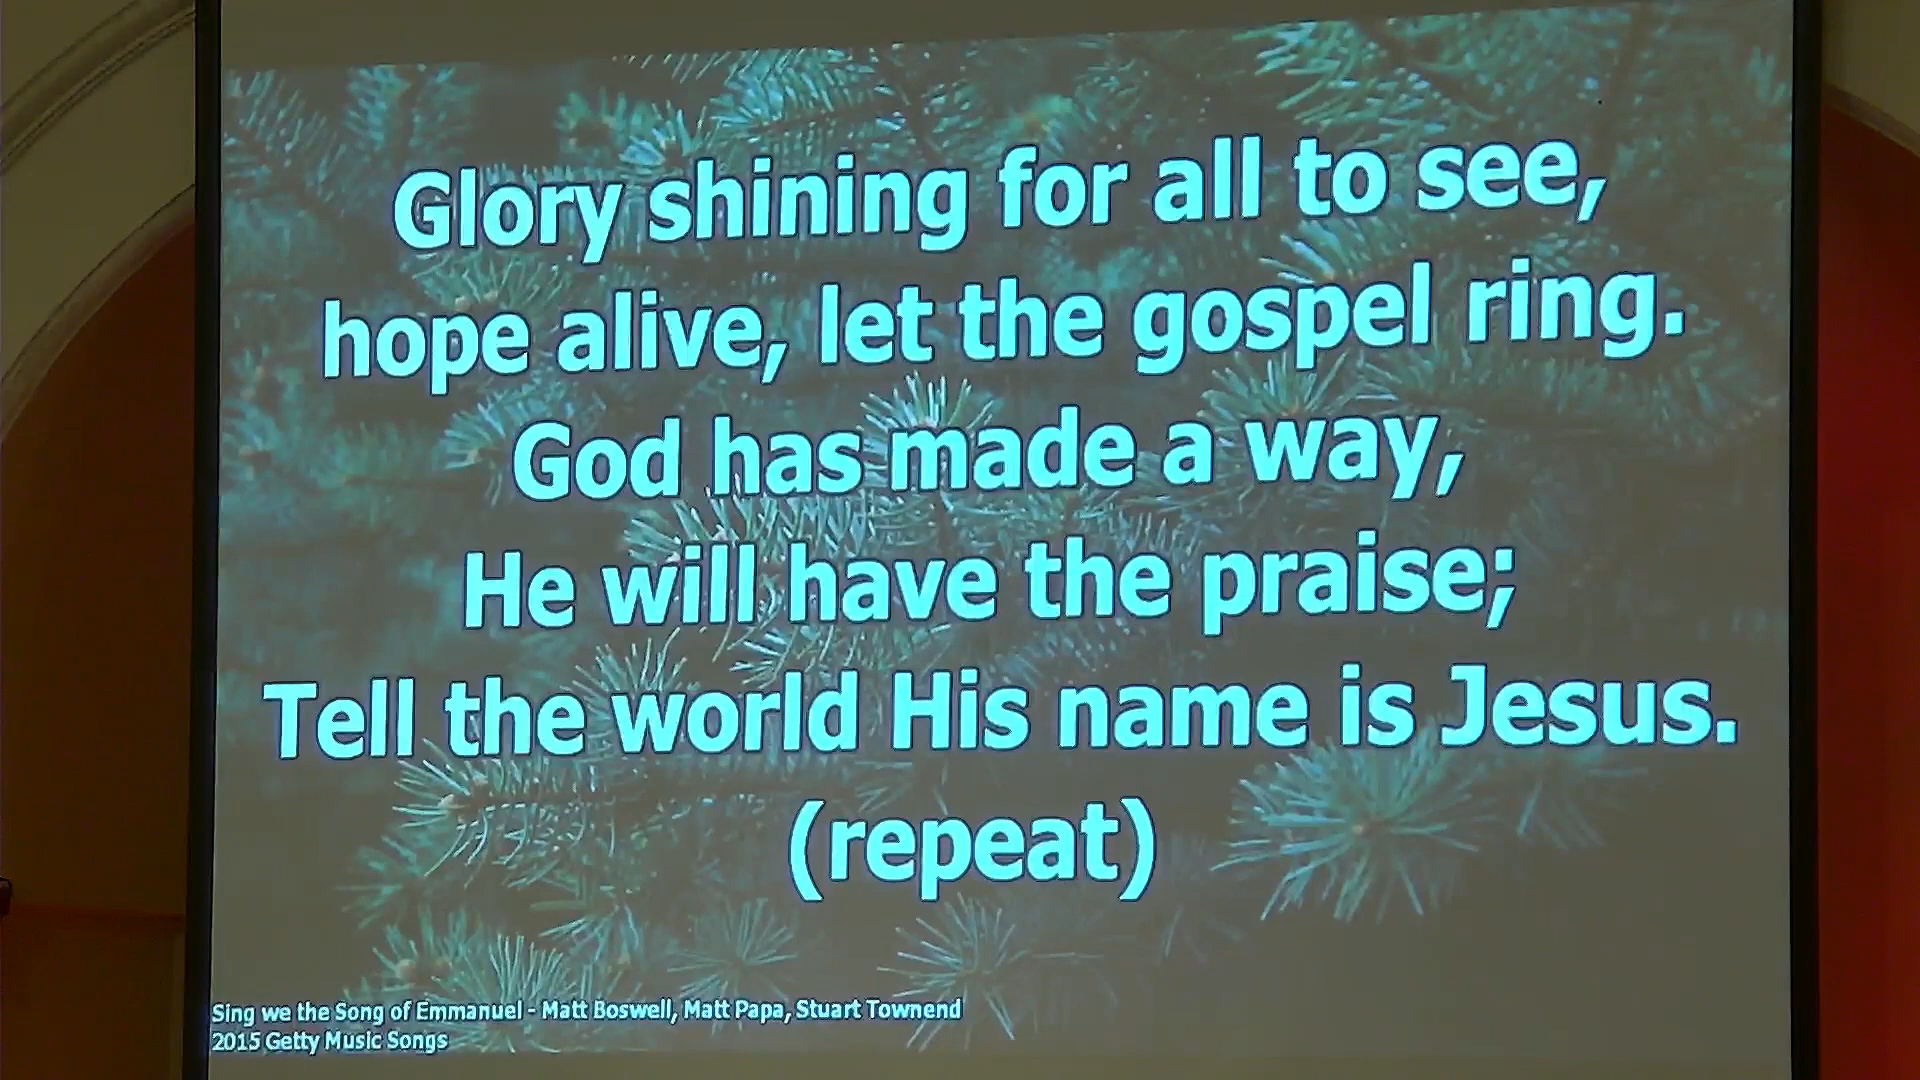 Glory shining for all to see,
hope alive, let the gospel ring.
God has made a way,
He will have the praise;
Tell the world His name is Jesus.
(repeat)
Sing we the Song of Emmanuel - Matt Boswell, Matt Papa, Stuart Townend
2015 Getty Music Songs